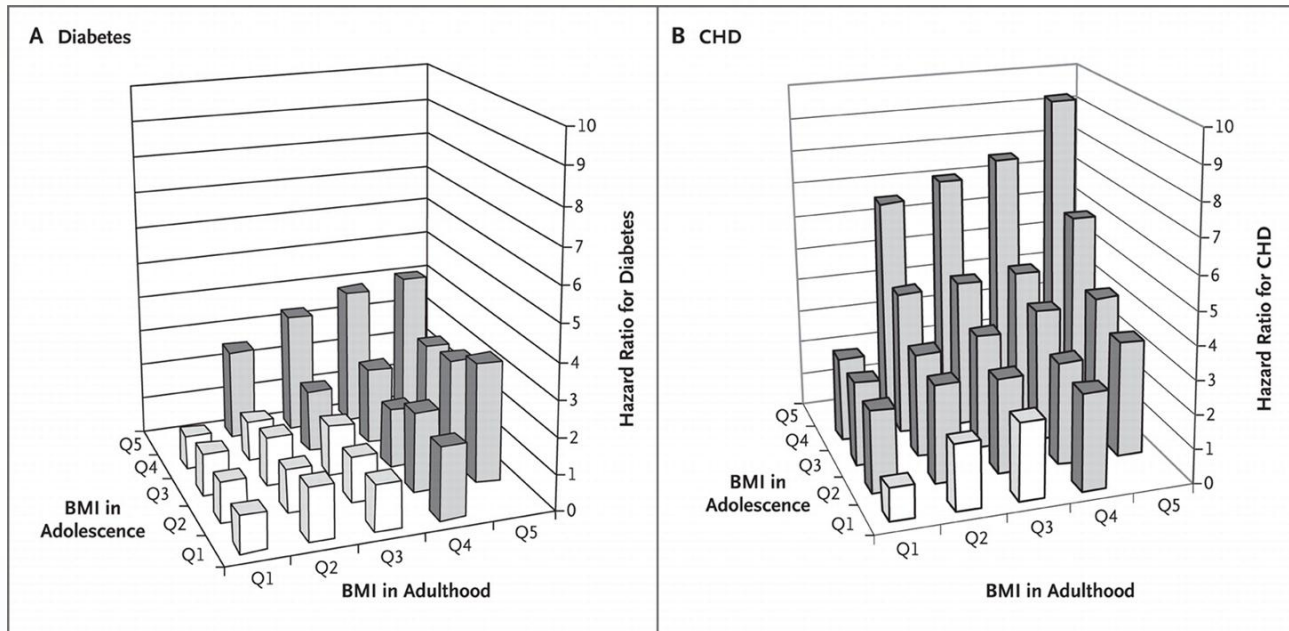 A Diabetes
10
9
8
7
6
5
4
3
2
1
0
Hazard Ratio for Diabetes
Q5
Q4
Q3
Q2
Q1
BMI in
Adolescence
Q1
Q2
Q3
Q4
Q5
BMI in Adulthood
B CHD
10
9
8
7
6
5
4
3
2
1
0
Hazard Ratio for CHD
Q5
Q4
Q3
Q2
Q1
BMI in
Adolescence
Q1
Q2
Q3
Q4
Q5
BMI in Adulthood